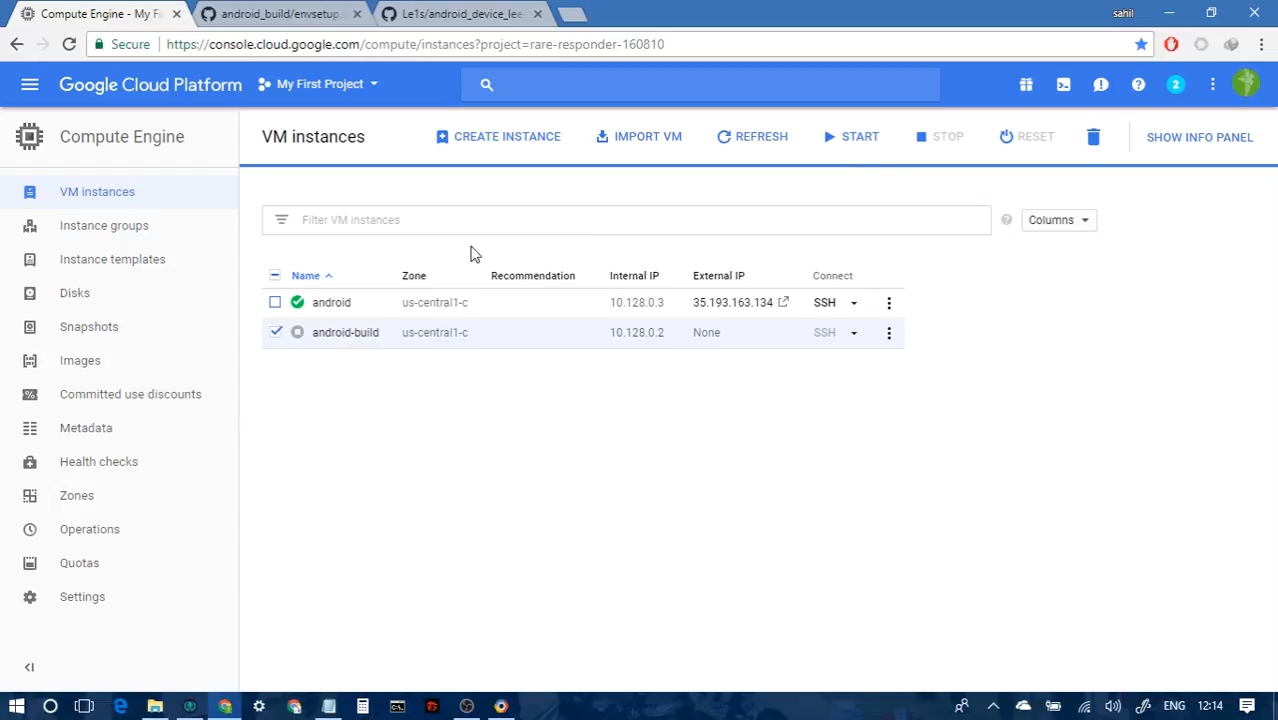 Compute Engine - My F
android_build/envsetup.
Le1s/android_device_lee
sahil
Secure
https://console.cloud.google.com/compute/instances?project=rare-responder-160810
Google Cloud Platform
My First Project
2
Compute Engine
VM instances
CREATE INSTANCE
IMPORT VM
REFRESH
START
STOP
RESET
SHOW INFO PANEL
VM instances
Instance groups
Instance templates
Disks
Snapshots
Images
Committed use discounts
Metadata
Health checks
Zones
Operations
Quotas
Settings
Filter VM instances
Columns
Name Zone Recommendation Internal IP External IP Connect
android us-central1-c 10.128.0.3 35.193.163.134 SSH
android-build us-central1-c 10.128.0.2 None SSH
ENG 12:14